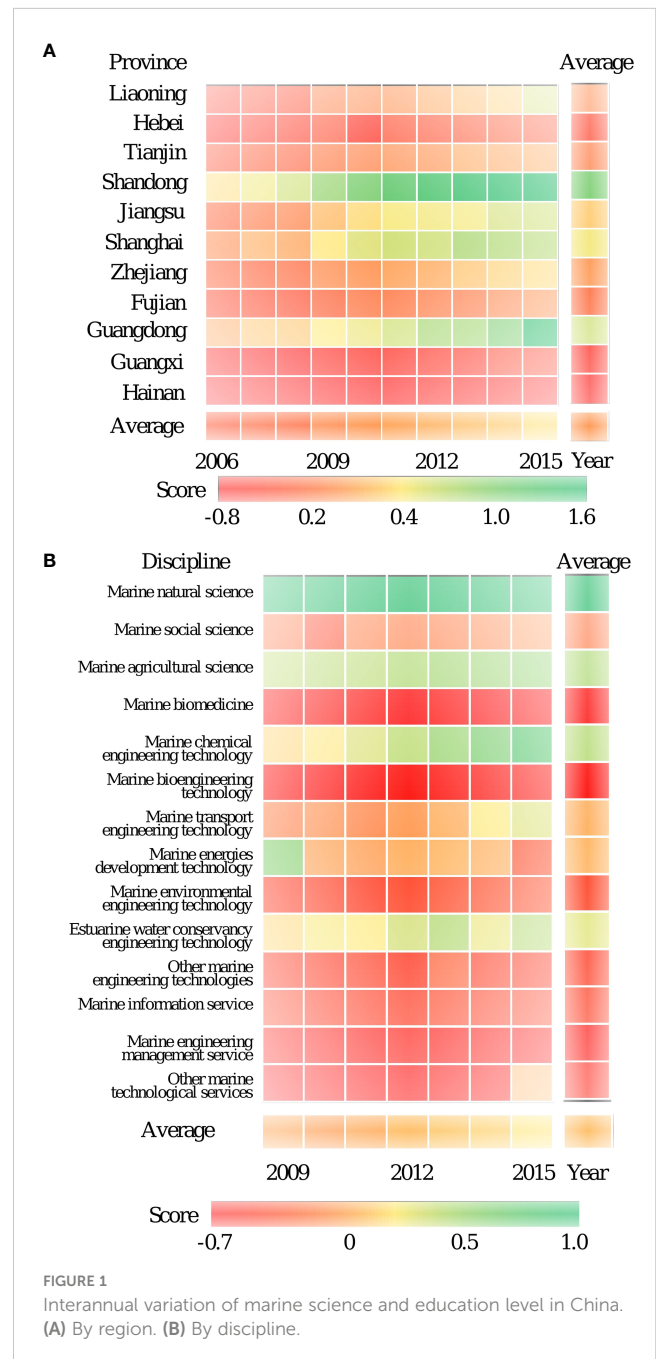 A
Province Average
Liaoning
Hebei
Tianjin
Shandong
Jiangsu
Shanghai
Zhejiang
Fujian
Guangdong
Guangxi
Hainan
Average
2006 2009 2012 2015 Year
Score
-0.8 0.2 0.4 1.0 1.6
B
Discipline Average
Marine natural science
Marine social science
Marine agricultural science
Marine biomedicine
Marine chemical
engineering technology
Marine bioengineering
technology
Marine transport
engineering technology
Marine energies
development technology
Marine environmental
engineering technology
Estuarine water conservancy
engineering technology
Other marine
engineering technologies
Marine information service
Marine engineering
management service
Other marine
technological services
Average
2009 2012 2015 Year
Score
-0.7 0 0.5 1.0
FIGURE 1
Interannual variation of marine science and education level in China.
(A) By region. (B) By discipline.